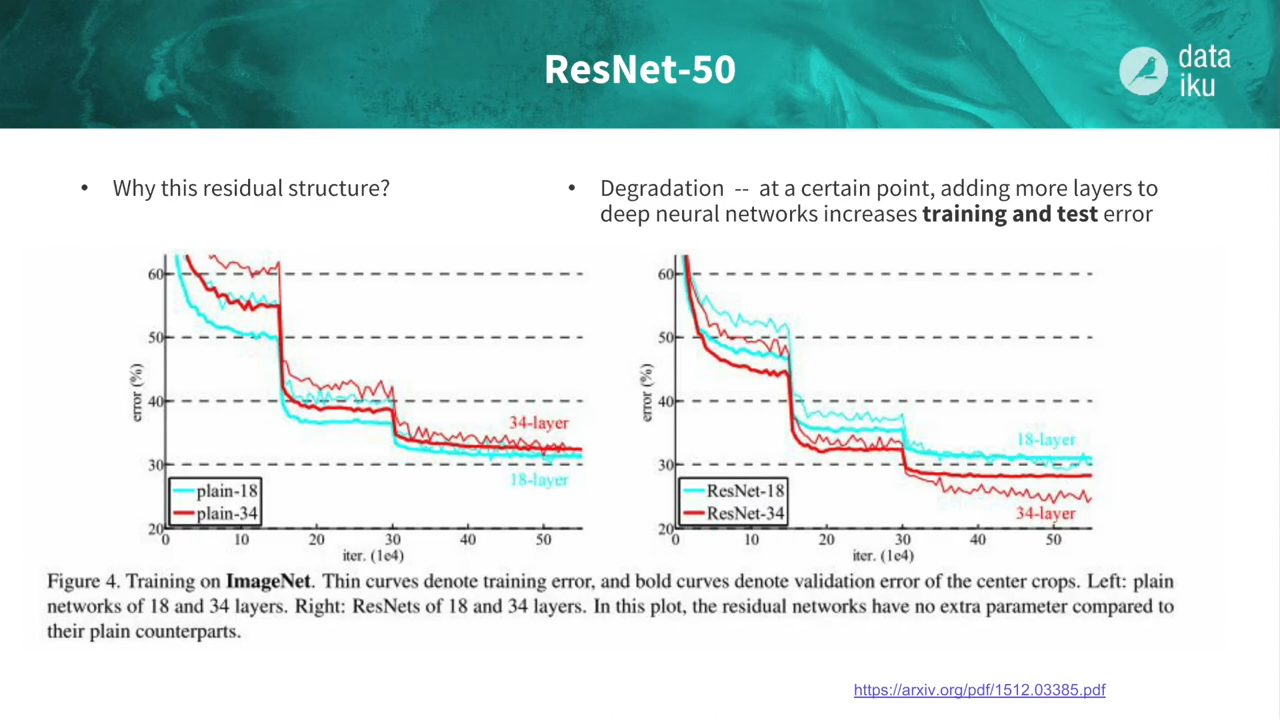 ResNet-50
data
iku
• Why this residual structure?
• Degradation -- at a certain point, adding more layers to
deep neural networks increases training and test error
60
50
40
30
20
error (%)
34-layer
18-layer
plain-18
plain-34
0 10 20 30 40 50
iter. (1e4)
60
50
40
30
20
error (%)
18-layer
34-layer
ResNet-18
ResNet-34
0 10 20 30 40 50
iter. (1e4)
Figure 4. Training on ImageNet. Thin curves denote training error, and bold curves denote validation error of the center crops. Left: plain
networks of 18 and 34 layers. Right: ResNets of 18 and 34 layers. In this plot, the residual networks have no extra parameter compared to
their plain counterparts.
https://arxiv.org/pdf/1512.03385.pdf